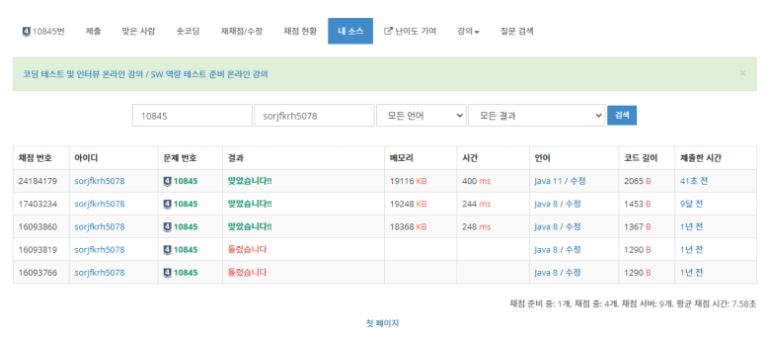 4 10845번 제출 맞은 사람 숏코딩 재채점/수정 채점 현황 내 소스 난이도 기여 강의 질문 검색
코딩 테스트 및 인터뷰 온라인 강의 / SW 역량 테스트 준비 온라인 강의 ×
10845 sorjfkrh5078 모든 언어 모든 결과 검색
채점 번호 아이디 문제 번호 결과 메모리 시간 언어 코드 길이 제출한 시간
24184179 sorjfkrh5078 4 10845 맞았습니다!! 19116 KB 400 ms Java 11 / 수정 2065 B 41초 전
17403234 sorjfkrh5078 4 10845 맞았습니다!! 19248 KB 244 ms Java 8 / 수정 1453 B 9달 전
16093860 sorjfkrh5078 4 10845 맞았습니다!! 18368 KB 248 ms Java 8 / 수정 1367 B 1년 전
16093819 sorjfkrh5078 4 10845 틀렸습니다 Java 8 / 수정 1290 B 1년 전
16093766 sorjfkrh5078 4 10845 틀렸습니다 Java 8 / 수정 1290 B 1년 전
채점 준비 중: 1개, 채점 중: 4개, 채점 서버: 9개, 평균 채점 시간: 7.58초
첫 페이지